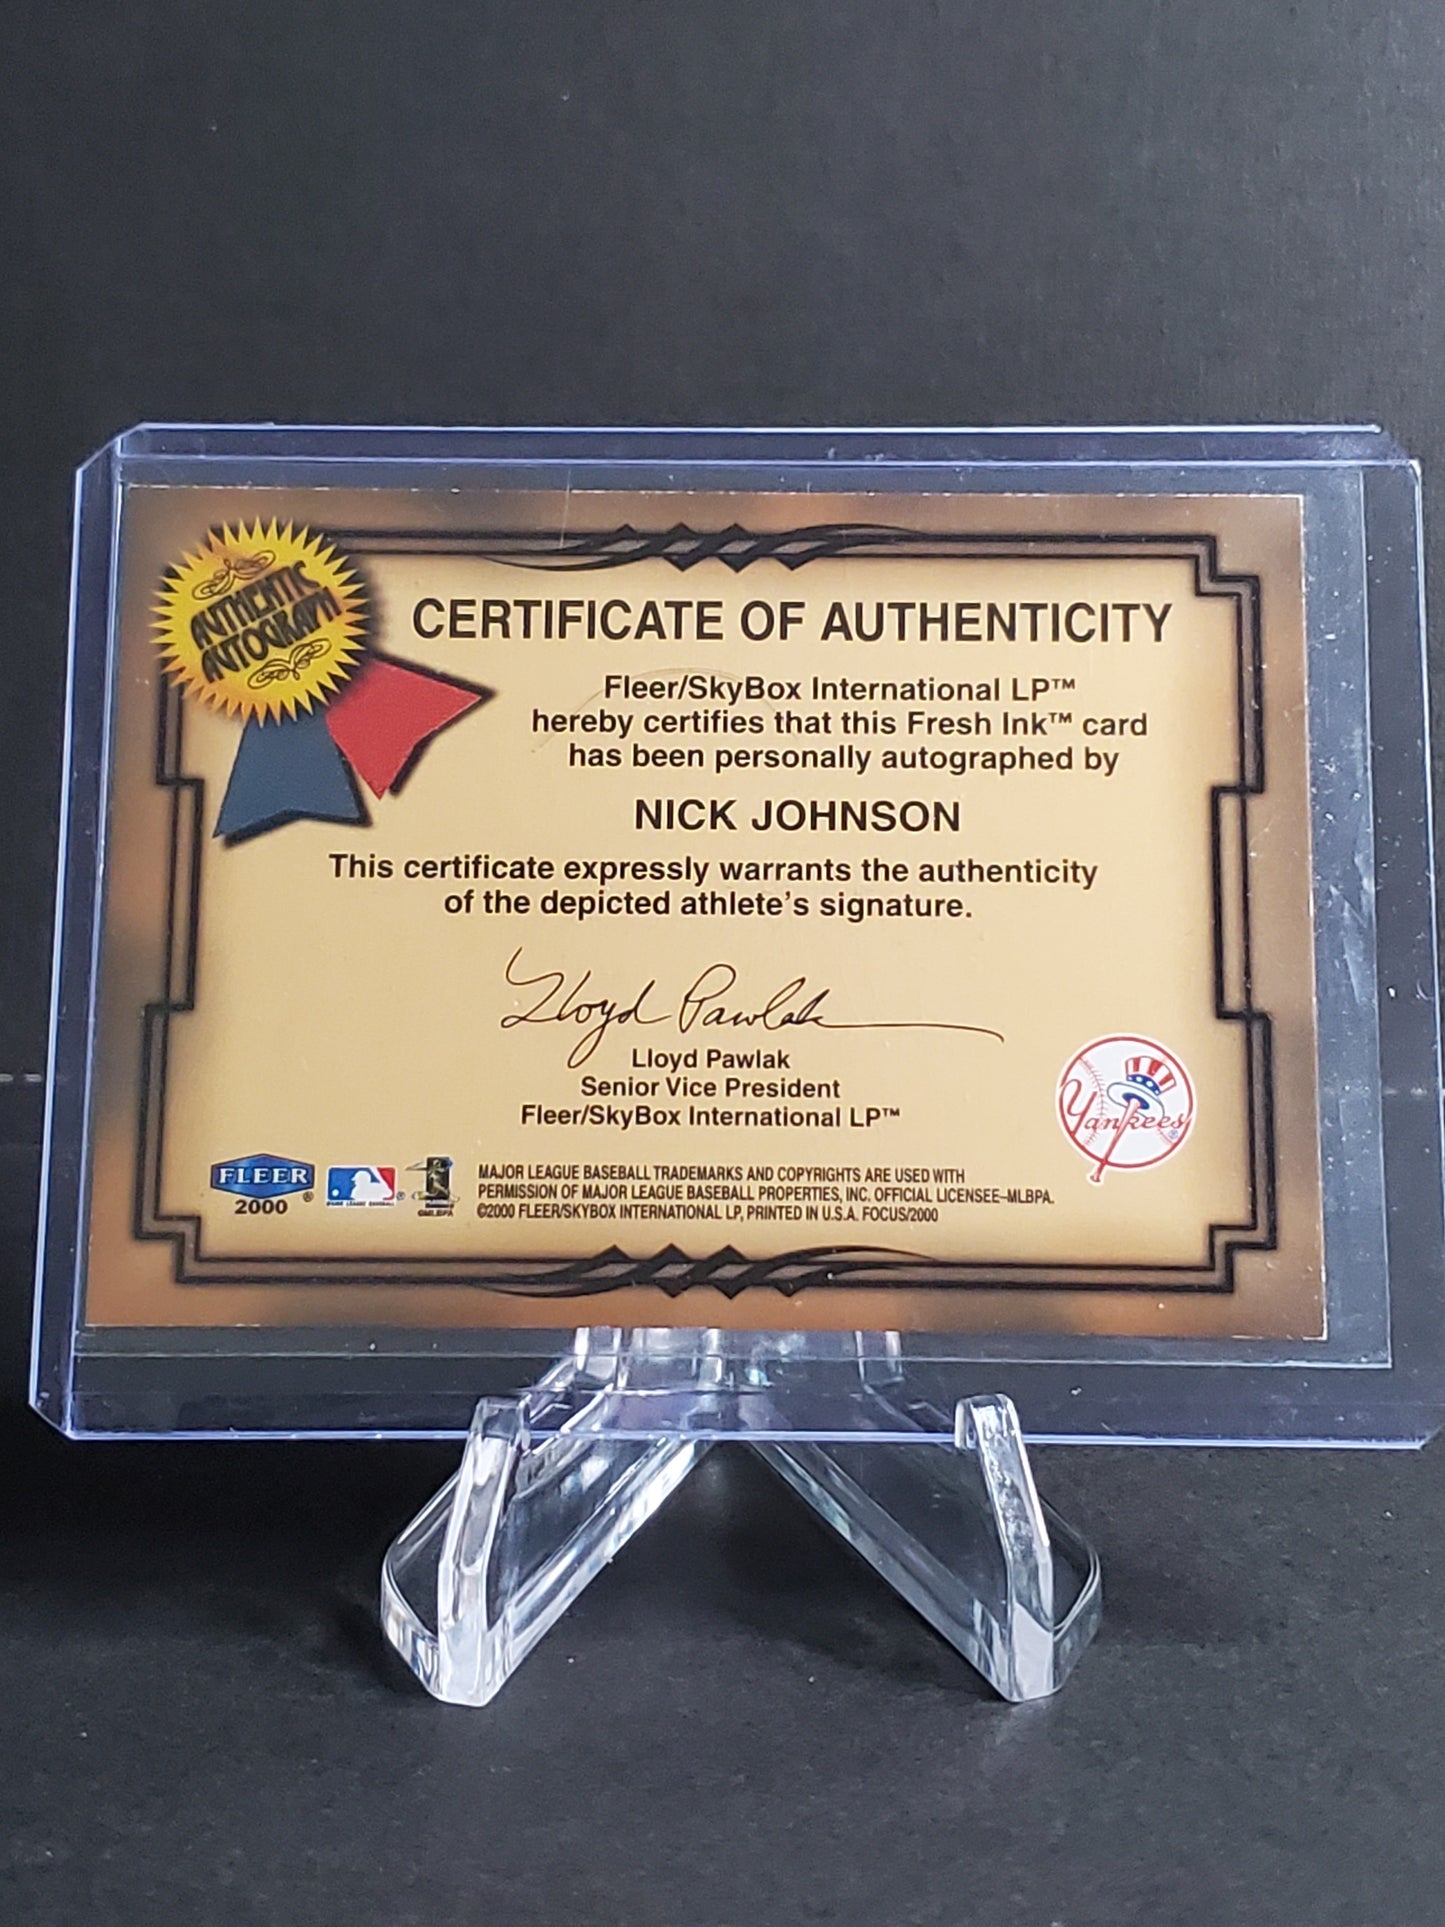 AUTHENTIC
AUTOGRAPH
CERTIFICATE OF AUTHENTICITY
Fleer/SkyBox International LP™
hereby certifies that this Fresh Ink™ card
has been personally autographed by
NICK JOHNSON
This certificate expressly warrants the authenticity
of the depicted athlete's signature.
Lloyd Pawlak
Lloyd Pawlak
Senior Vice President
Fleer/SkyBox International LP™
Yankees
FLEER®
2000
MAJOR LEAGUE BASEBALL TRADEMARKS AND COPYRIGHTS ARE USED WITH
PERMISSION OF MAJOR LEAGUE BASEBALL PROPERTIES, INC. OFFICIAL LICENSEE–MLBPA.
©2000 FLEER/SKYBOX INTERNATIONAL LP, PRINTED IN U.S.A. FOCUS/2000